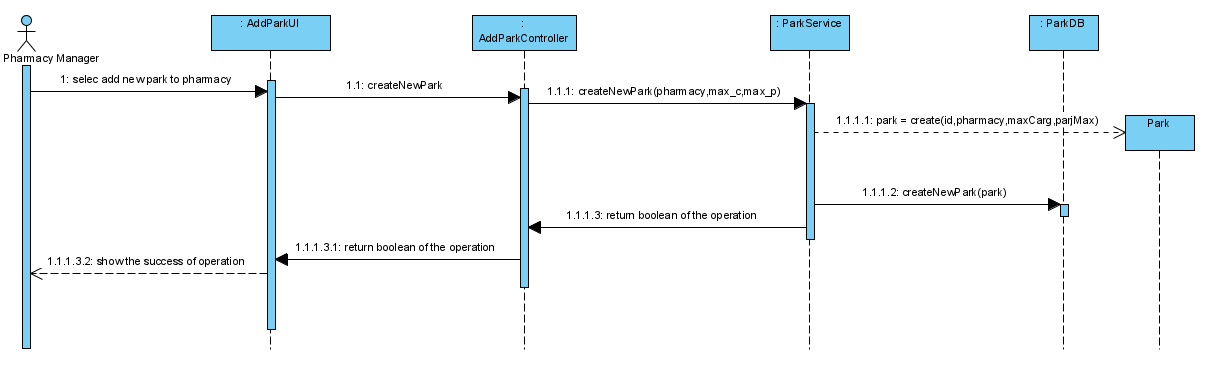 : AddParkUI
:
AddParkController
: ParkService
: ParkDB
Pharmacy Manager
1: selec add new park to pharmacy
1.1: createNewPark
1.1.1: createNewPark(pharmacy,max_c,max_p)
1.1.1.1: park = create(id,pharmacy,maxCarg,parjMax)
Park
1.1.1.2: createNewPark(park)
1.1.1.3: return boolean of the operation
1.1.1.3.1: return boolean of the operation
1.1.1.3.2: show the success of operation